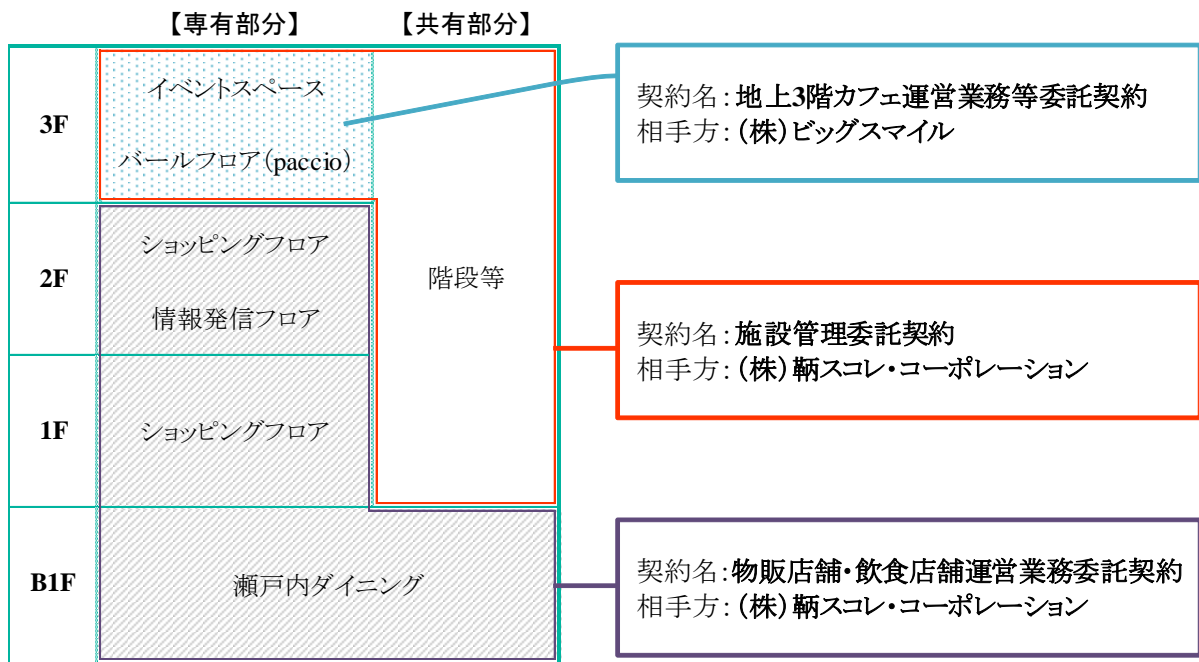 【専有部分】 【共有部分】
3F
イベントスペース
バールフロア(paccio)
2F
ショッピングフロア
情報発信フロア
階段等
1F
ショッピングフロア
B1F
瀬戸内ダイニング
契約名:地上3階カフェ運営業務等委託契約
相手方:(株)ビッグスマイル
契約名:施設管理委託契約
相手方:(株)鞆スコレ・コーポレーション
契約名:物販店舗・飲食店舗運営業務委託契約
相手方:(株)鞆スコレ・コーポレーション